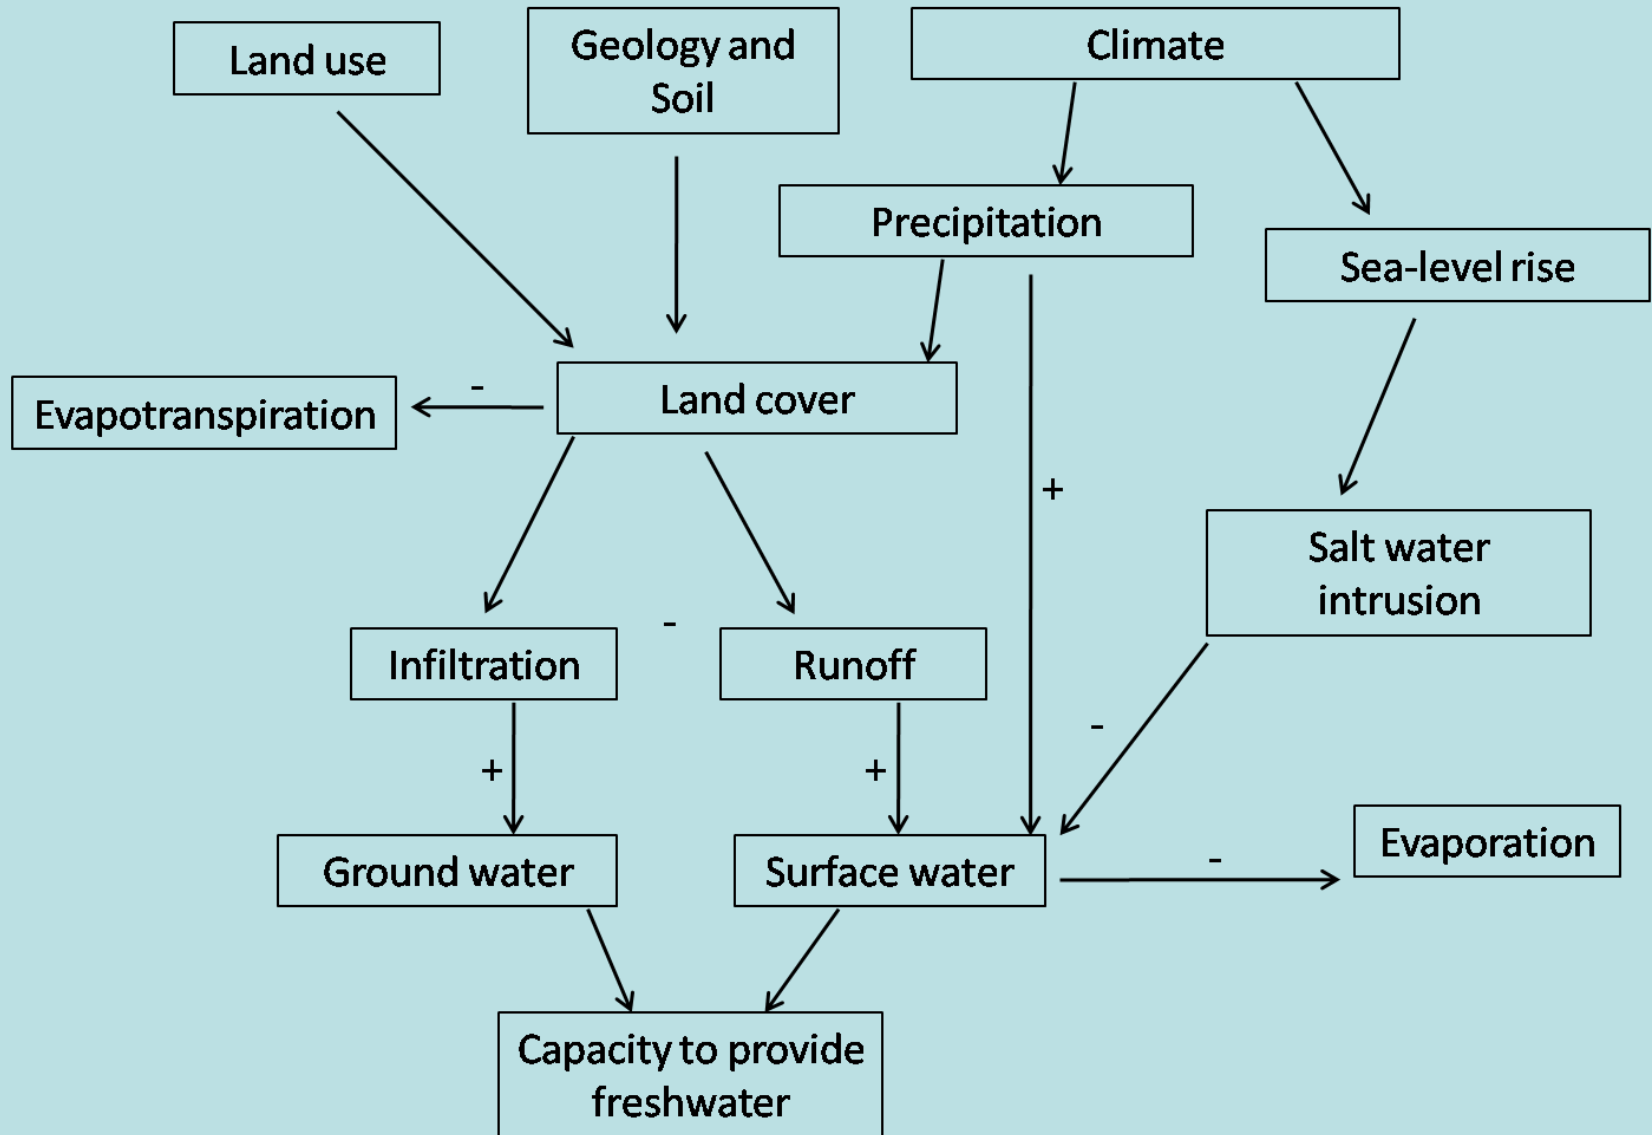 Land use
Geology and
Soil
Climate
Precipitation
Sea-level rise
Land cover
-
Evapotranspiration
+
Salt water
intrusion
-
Infiltration
Runoff
-
+
+
Ground water
Surface water
-
Evaporation
Capacity to provide
freshwater